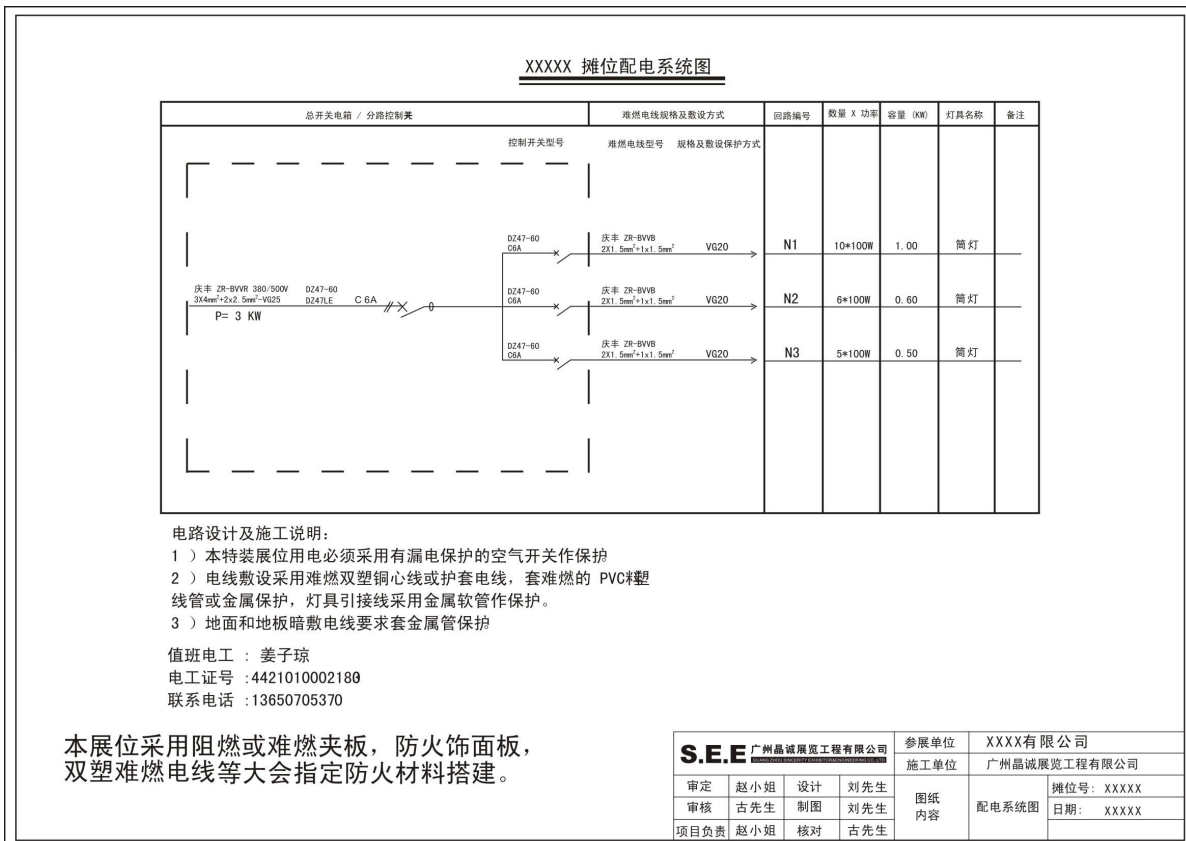 XXXXX 摊位配电系统图
总开关电箱 / 分路控制开关 难燃电线规格及敷设方式 回路编号 数量 X 功率 容量 (KW) 灯具名称 备注
控制开关型号 难燃电线型号 规格及敷设保护方式
DZ47-60 庆丰 ZR-BVVB
C6A 2X1.5mm²+1x1.5mm² VG20 N1 10*100W 1.00 筒灯
庆丰 ZR-BVVR 380/500V DZ47-60 DZ47-60 庆丰 ZR-BVVB
3X4mm²+2x2.5mm²-VG25 DZ47LE C 6A C6A 2X1.5mm²+1x1.5mm² VG20 N2 6*100W 0.60 筒灯
P= 3 KW
DZ47-60 庆丰 ZR-BVVB
C6A 2X1.5mm²+1x1.5mm² VG20 N3 5*100W 0.50 筒灯
电路设计及施工说明:
1 ）本特装展位用电必须采用有漏电保护的空气开关作保护
2 ）电线敷设采用难燃双塑铜心线或护套电线，套难燃的 PVC塑料
线管或金属保护，灯具引接线采用金属软管作保护。
3 ）地面和地板暗敷电线要求套金属管保护
值班电工 : 姜子琼
电工证号 :
联系电话 :13650705370
本展位采用阻燃或难燃夹板，防火饰面板，
双塑难燃电线等大会指定防火材料搭建。
S.E.E 广州晶诚展览工程有限公司 参展单位 XXXX有限公司
GUANGZHOU SINCERITY EXHIBITOR&ENGINEERING CO.,LTD 施工单位 广州晶诚展览工程有限公司
审定 赵小姐 设计 刘先生 图纸内容 配电系统图 摊位号: XXXXX
审核 古先生 制图 刘先生 日期: XXXXX
项目负责 赵小姐 核对 古先生